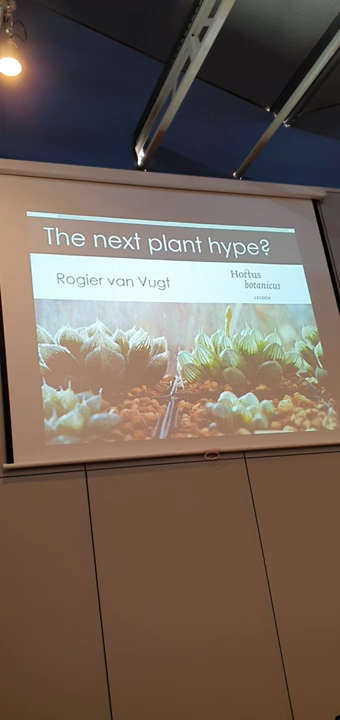 The next plant hype?
Rogier van Vugt
Hortus
botanicus
LEIDEN